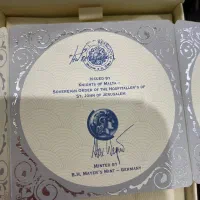 Issued by
Knights of Malta –
Sovereign Order of the Hospitallers of
St. John of Jerusalem
Minted by
B.H. Mayer's Mint – Germany